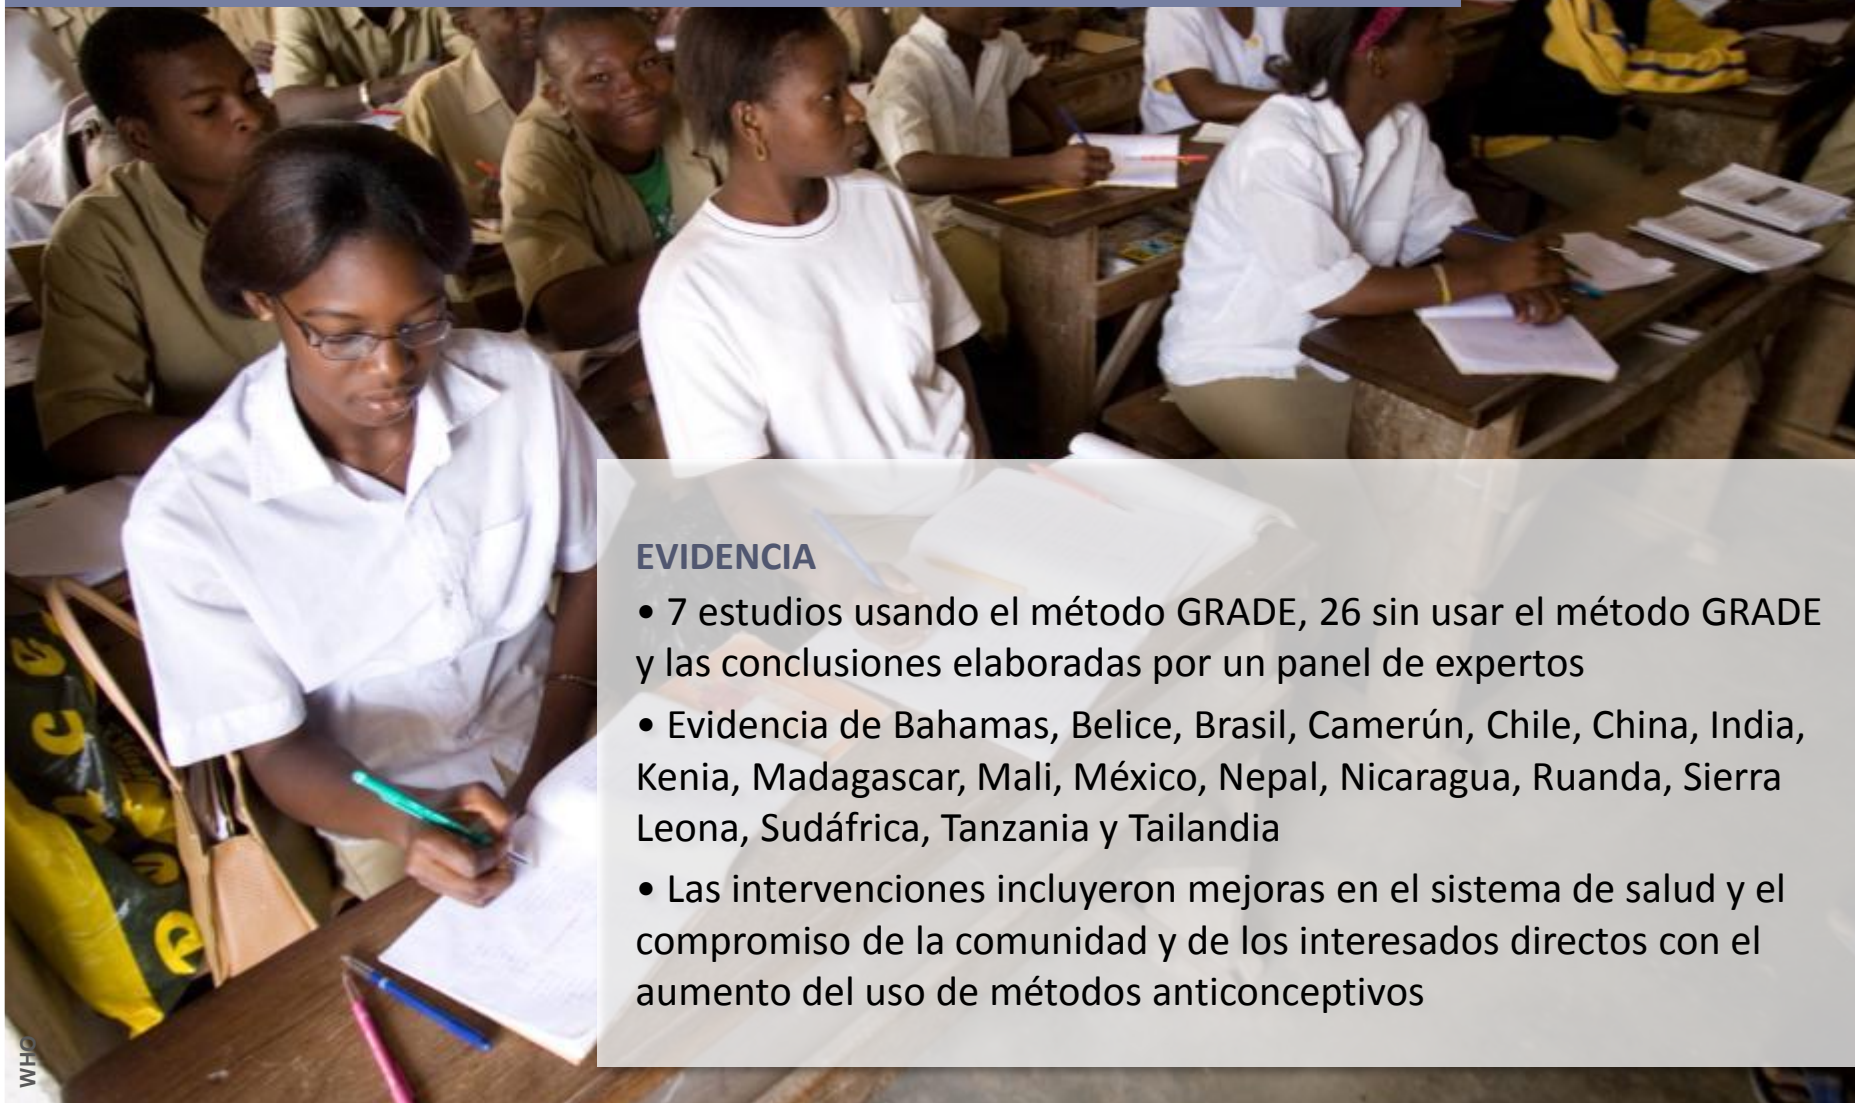 EVIDENCIA
• 7 estudios usando el método GRADE, 26 sin usar el método GRADE
y las conclusiones elaboradas por un panel de expertos
• Evidencia de Bahamas, Belice, Brasil, Camerún, Chile, China, India,
Kenia, Madagascar, Mali, México, Nepal, Nicaragua, Ruanda, Sierra
Leona, Sudáfrica, Tanzania y Tailandia
• Las intervenciones incluyeron mejoras en el sistema de salud y el
compromiso de la comunidad y de los interesados directos con el
aumento del uso de métodos anticonceptivos
WHO